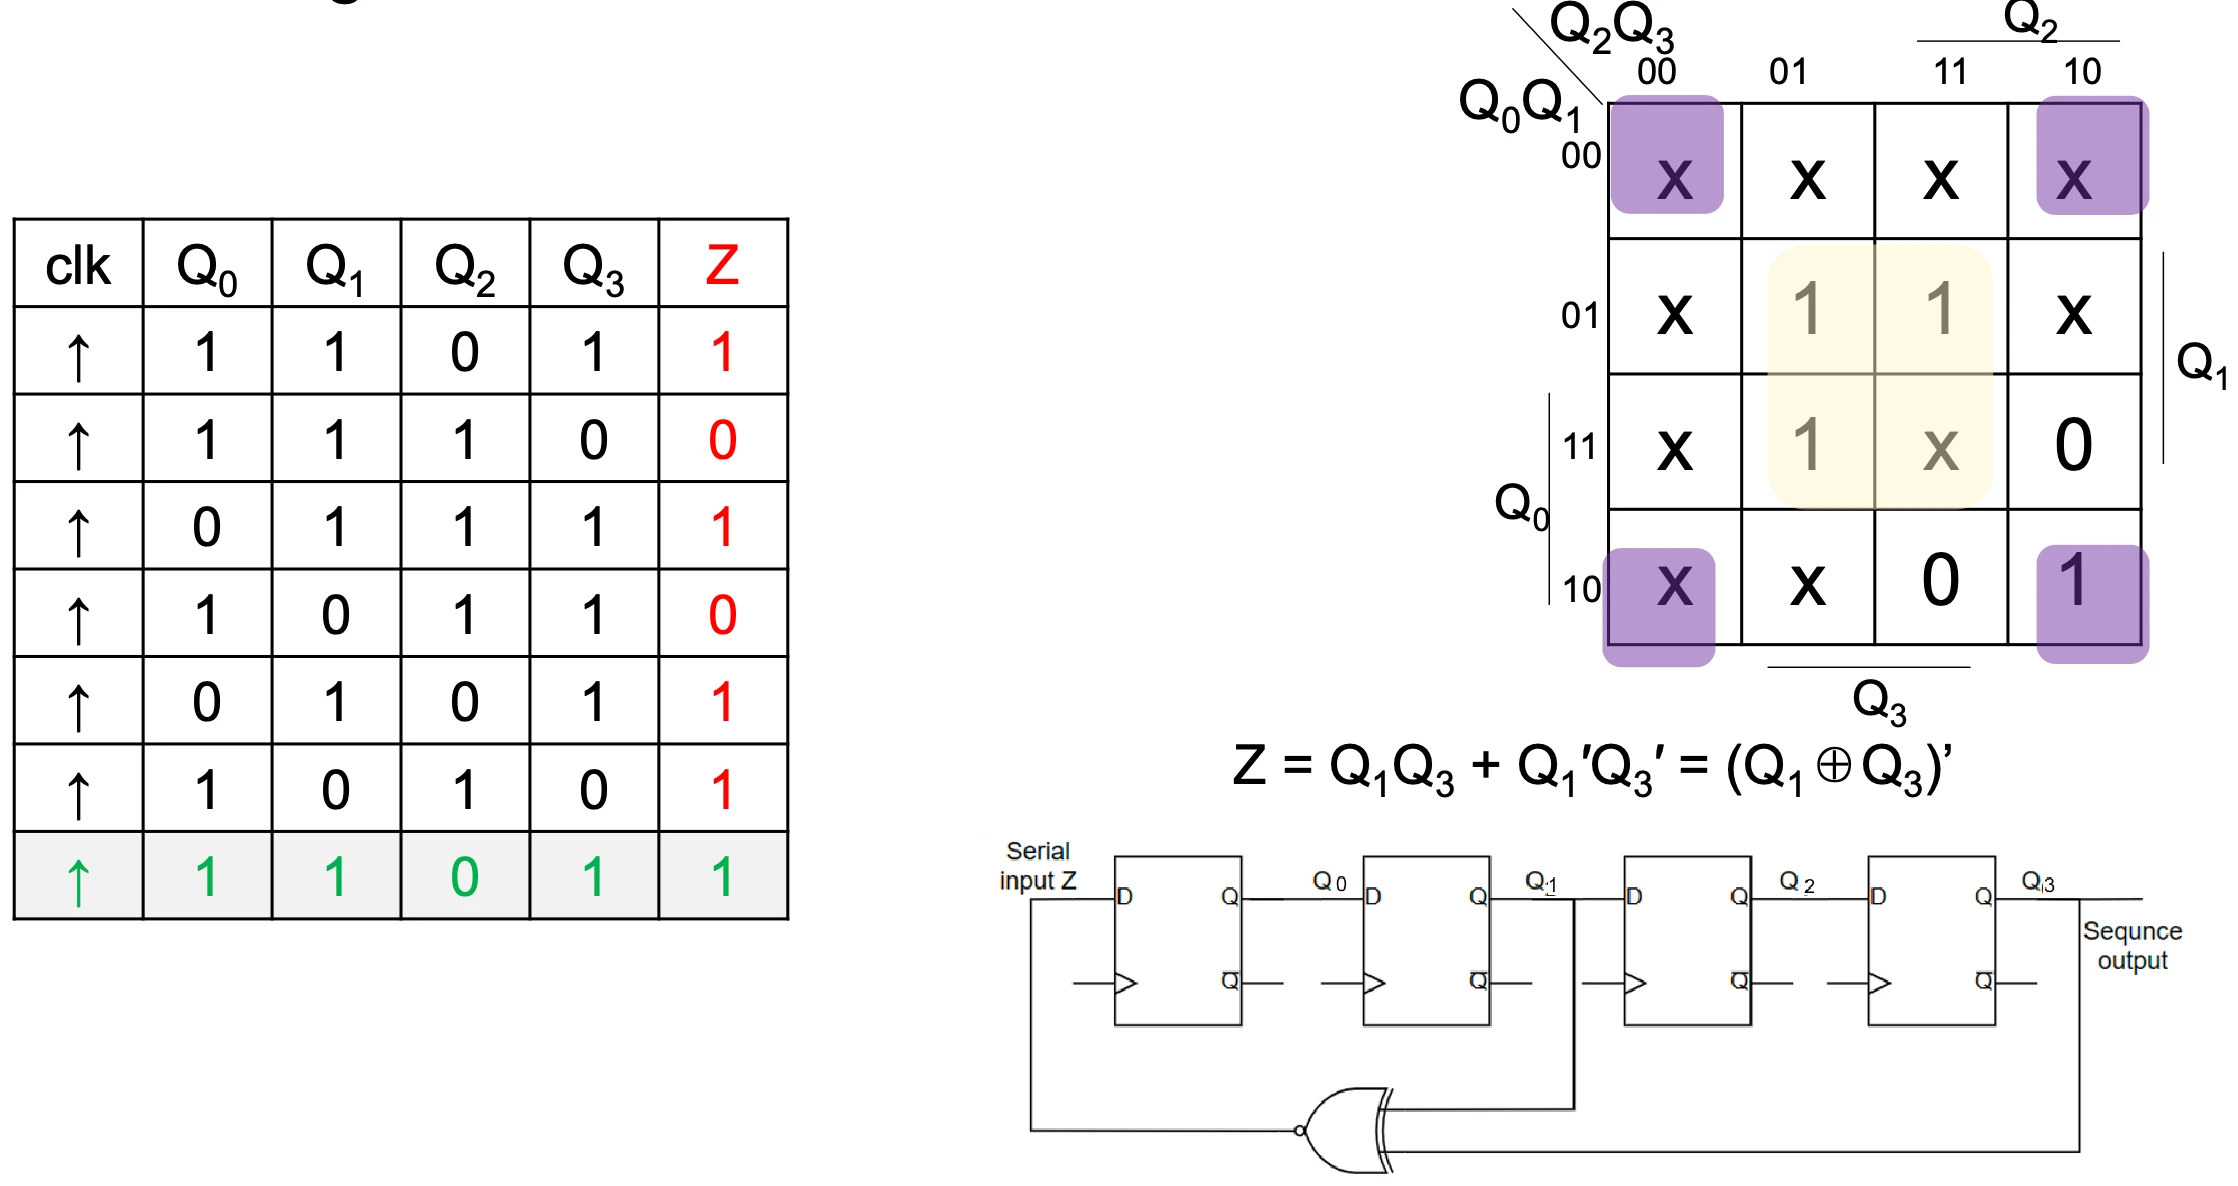 clk Q₀ Q₁ Q₂ Q₃ Z
↑ 1 1 0 1 1
↑ 1 1 1 0 0
↑ 0 1 1 1 1
↑ 1 0 1 1 0
↑ 0 1 0 1 1
↑ 1 0 1 0 1
↑ 1 1 0 1 1
Q₂
Q₂Q₃
00 01 11 10
Q₀Q₁
00 x x x x
01 x 1 1 x
Q₁
11 x 1 x 0
Q₀
10 x x 0 1
Q₃
Z = Q₁Q₃ + Q₁′Q₃′ = (Q₁ ⊕ Q₃)’
Serial
input Z
D Q Q̅
Q₀
D Q Q̅
Q₁
D Q Q̅
Q₂
D Q Q̅
Q₃
Sequnce
output